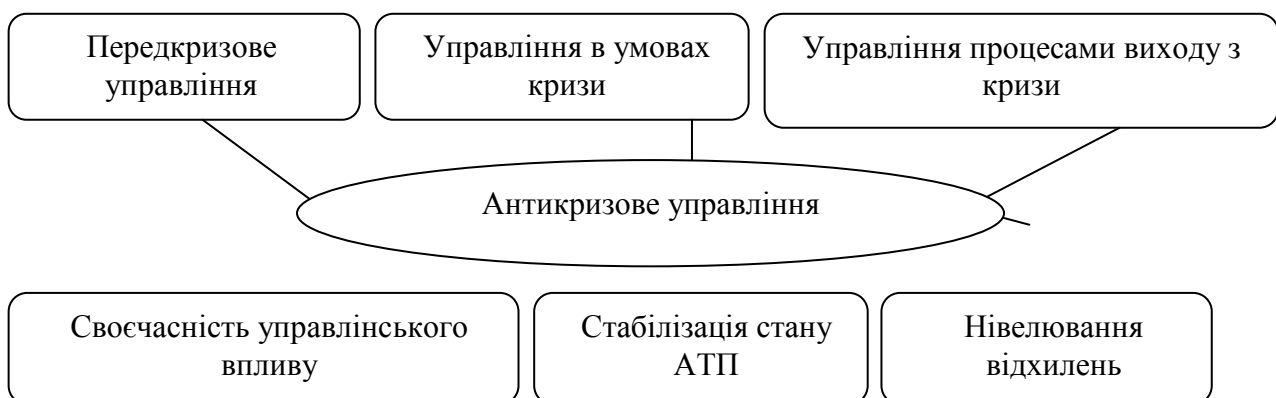 Передкризове
управління
Управління в умовах
кризи
Управління процесами виходу з
кризи
Антикризове управління
Своєчасність управлінського
впливу
Стабілізація стану
АТП
Нівелювання
відхилень